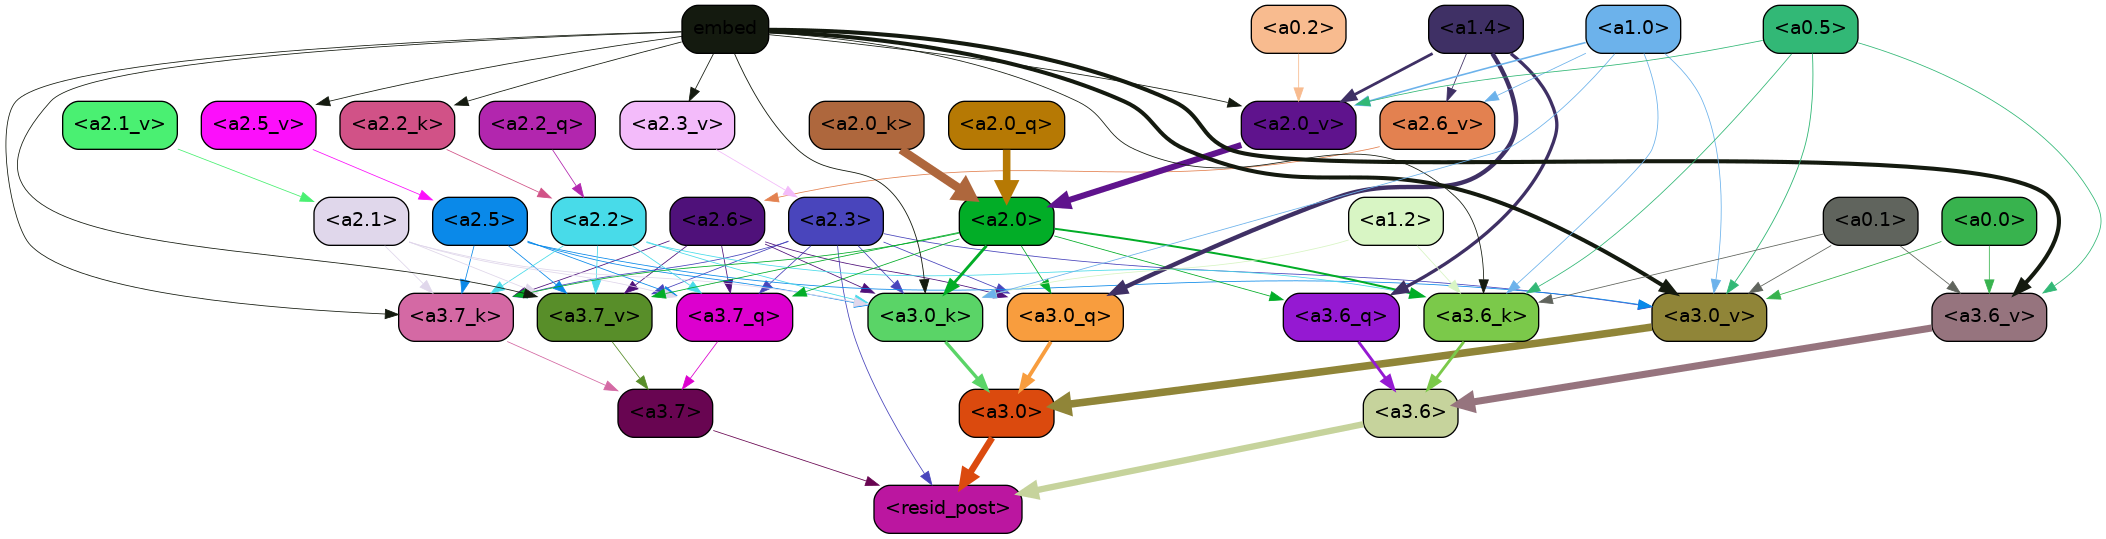 embed <a0.2> <a1.4> <a1.0> <a0.5>
<a2.1_v> <a2.5_v> <a2.2_k> <a2.2_q> <a2.3_v> <a2.0_k> <a2.0_q> <a2.0_v> <a2.6_v>
<a2.1> <a2.5> <a2.2> <a2.6> <a2.3> <a2.0> <a1.2> <a0.1> <a0.0>
<a3.7_k> <a3.7_v> <a3.7_q> <a3.0_k> <a3.0_q> <a3.6_q> <a3.6_k> <a3.0_v> <a3.6_v>
<a3.7> <a3.0> <a3.6>
<resid_post>